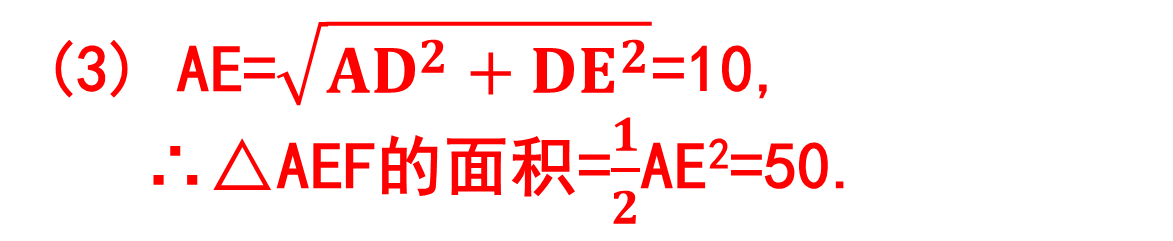 (3) AE=√(AD²+DE²)=10,
∴△AEF的面积=1/2AE²=50.